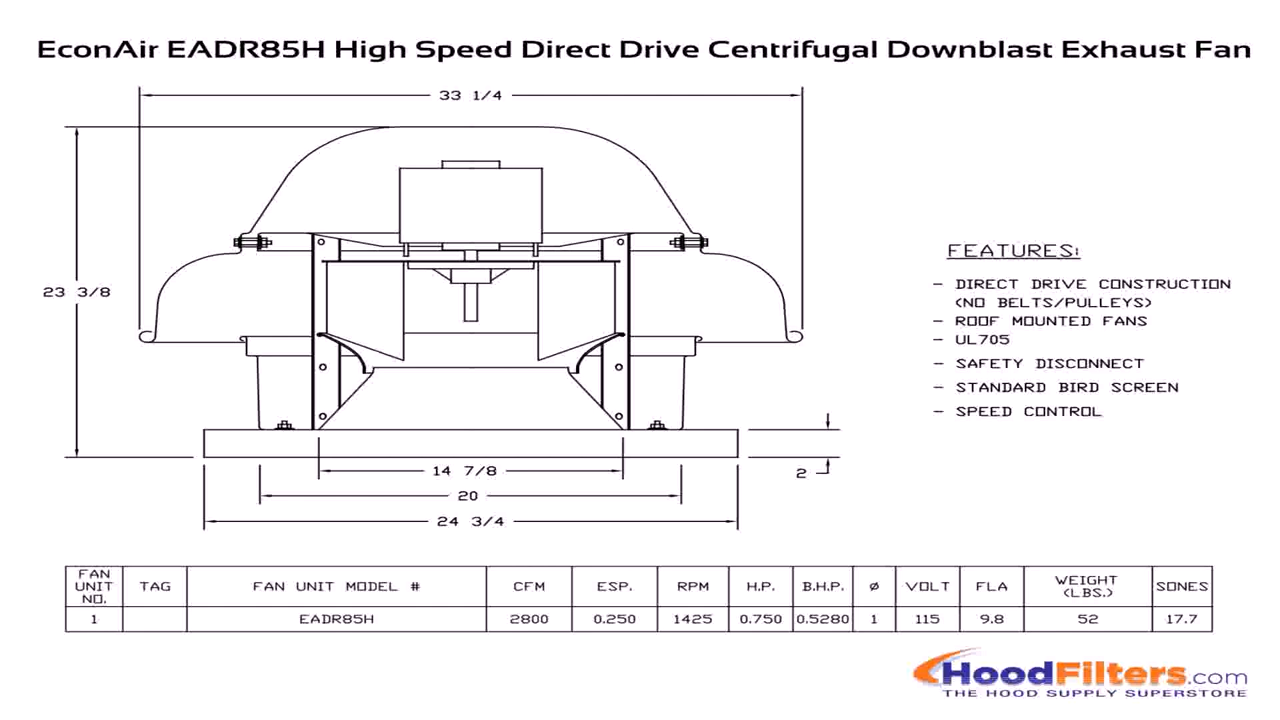 EconAir EADR85H High Speed Direct Drive Centrifugal Downblast Exhaust Fan
33 1/4
23 3/8
FEATURES:
- DIRECT DRIVE CONSTRUCTION
(NO BELTS/PULLEYS)
- ROOF MOUNTED FANS
- UL705
- SAFETY DISCONNECT
- STANDARD BIRD SCREEN
- SPEED CONTROL
14 7/8
2
20
24 3/4
FAN UNIT NO. TAG FAN UNIT MODEL # CFM ESP. RPM H.P. B.H.P. Ø VOLT FLA WEIGHT (LBS.) SONES
1 EADR85H 2800 0.250 1425 0.750 0.5280 1 115 9.8 52 17.7
HoodFilters.com
THE HOOD SUPPLY SUPERSTORE